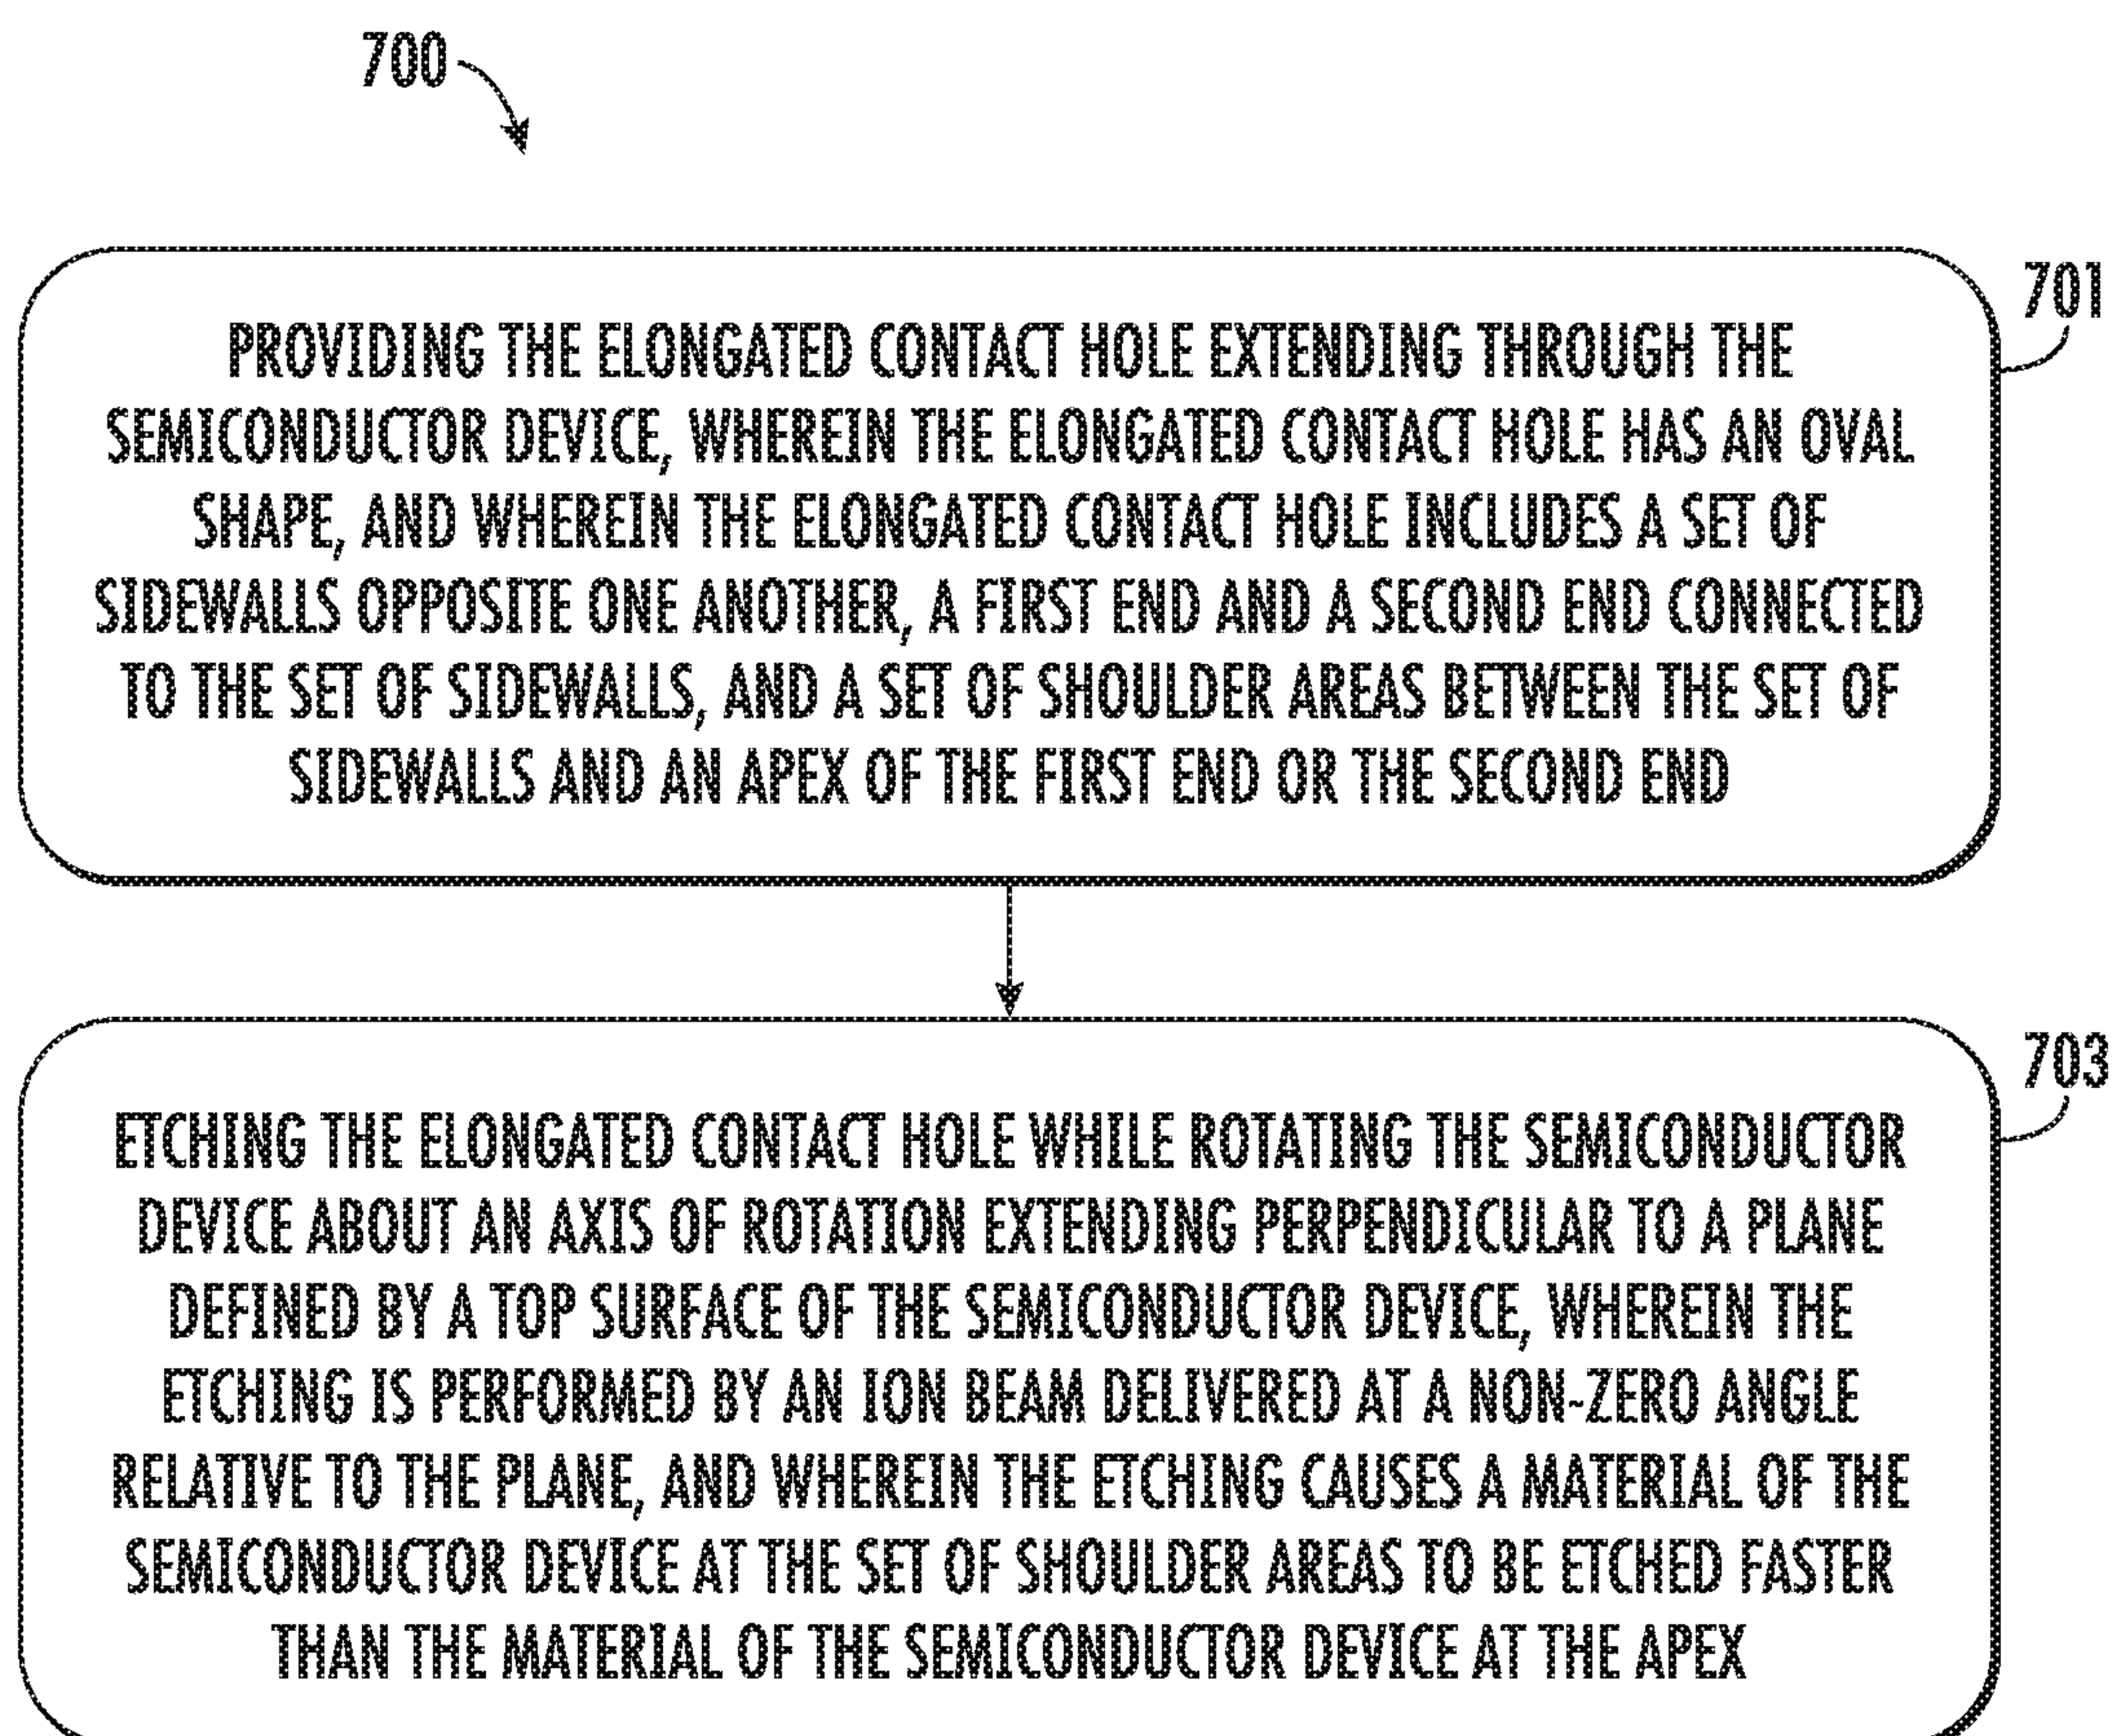 700
701
PROVIDING THE ELONGATED CONTACT HOLE EXTENDING THROUGH THE
SEMICONDUCTOR DEVICE, WHEREIN THE ELONGATED CONTACT HOLE HAS AN OVAL
SHAPE, AND WHEREIN THE ELONGATED CONTACT HOLE INCLUDES A SET OF
SIDEWALLS OPPOSITE ONE ANOTHER, A FIRST END AND A SECOND END CONNECTED
TO THE SET OF SIDEWALLS, AND A SET OF SHOULDER AREAS BETWEEN THE SET OF
SIDEWALLS AND AN APEX OF THE FIRST END OR THE SECOND END
703
ETCHING THE ELONGATED CONTACT HOLE WHILE ROTATING THE SEMICONDUCTOR
DEVICE ABOUT AN AXIS OF ROTATION EXTENDING PERPENDICULAR TO A PLANE
DEFINED BY A TOP SURFACE OF THE SEMICONDUCTOR DEVICE, WHEREIN THE
ETCHING IS PERFORMED BY AN ION BEAM DELIVERED AT A NON-ZERO ANGLE
RELATIVE TO THE PLANE, AND WHEREIN THE ETCHING CAUSES A MATERIAL OF THE
SEMICONDUCTOR DEVICE AT THE SET OF SHOULDER AREAS TO BE ETCHED FASTER
THAN THE MATERIAL OF THE SEMICONDUCTOR DEVICE AT THE APEX